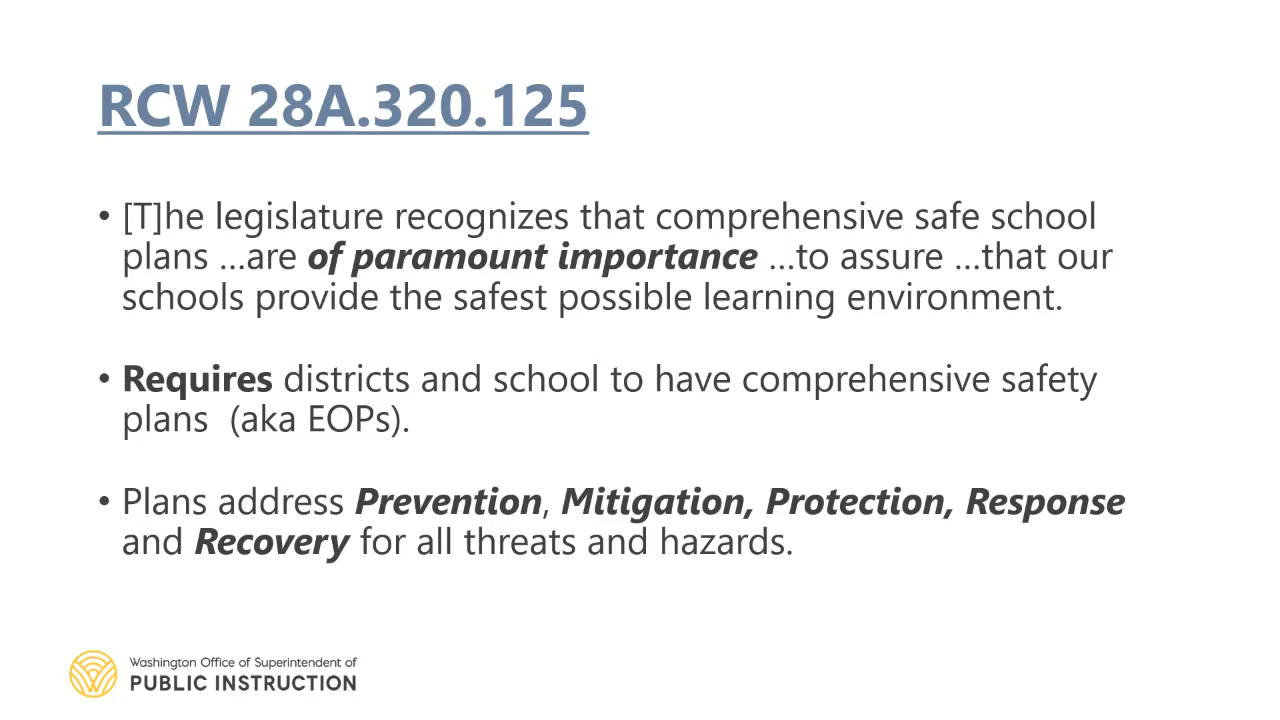 RCW 28A.320.125
• [T]he legislature recognizes that comprehensive safe school
plans …are of paramount importance …to assure …that our
schools provide the safest possible learning environment.
• Requires districts and school to have comprehensive safety
plans  (aka EOPs).
• Plans address Prevention, Mitigation, Protection, Response
and Recovery for all threats and hazards.
Washington Office of Superintendent of
PUBLIC INSTRUCTION